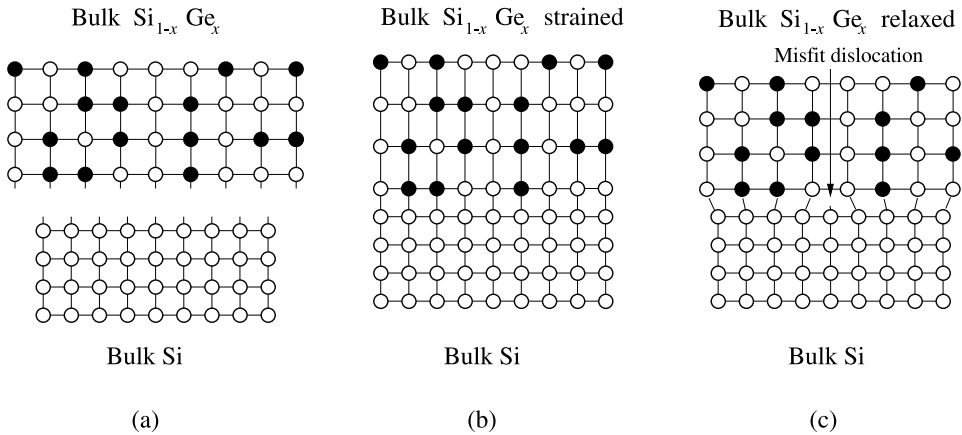 Bulk Si₁₋ₓ Geₓ
Bulk Si₁₋ₓ Geₓ strained
Bulk Si₁₋ₓ Geₓ relaxed
Misfit dislocation
Bulk Si
Bulk Si
Bulk Si
(a)
(b)
(c)